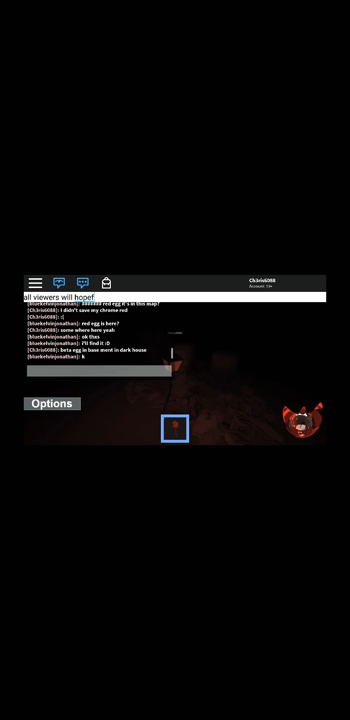 Ch3ris6088
Account: 13+
all viewers will hopef
[bluekelvinjonathan]: ####### red egg it's in this map?
[Ch3ris6088]: I didn't save my chrome red
[Ch3ris6088]: :(
[bluekelvinjonathan]: red egg is here?
[Ch3ris6088]: some where here yeah
[bluekelvinjonathan]: ok thxs
[bluekelvinjonathan]: i'll find it :D
[Ch3ris6088]: beta egg in base ment in dark house
[bluekelvinjonathan]: k
Options